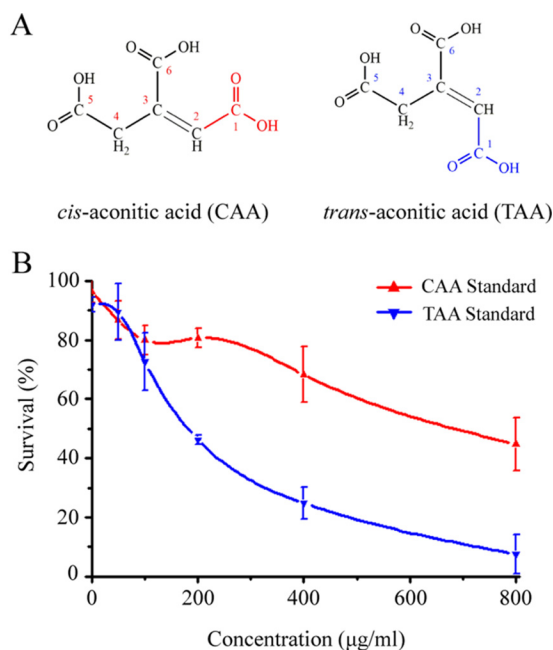 A
OH
O
6
OH
5
O
4
C
H2
3
2
C
H
O
1
OH
cis-aconitic acid (CAA)
OH
O
6
OH
5
O
4
C
H2
3
2
CH
1
O
OH
trans-aconitic acid (TAA)
B
CAA Standard
TAA Standard
Survival (%)
100
80
60
40
20
0
0 200 400 600 800
Concentration (µg/ml)